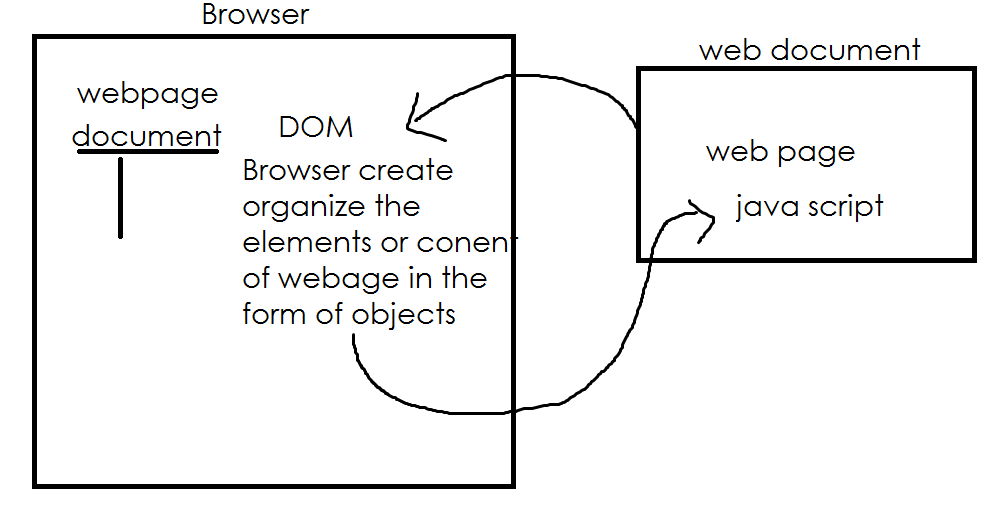 Browser
webpage
document
DOM
Browser create
organize the
elements or conent
of webage in the
form of objects
web document
web page
java script